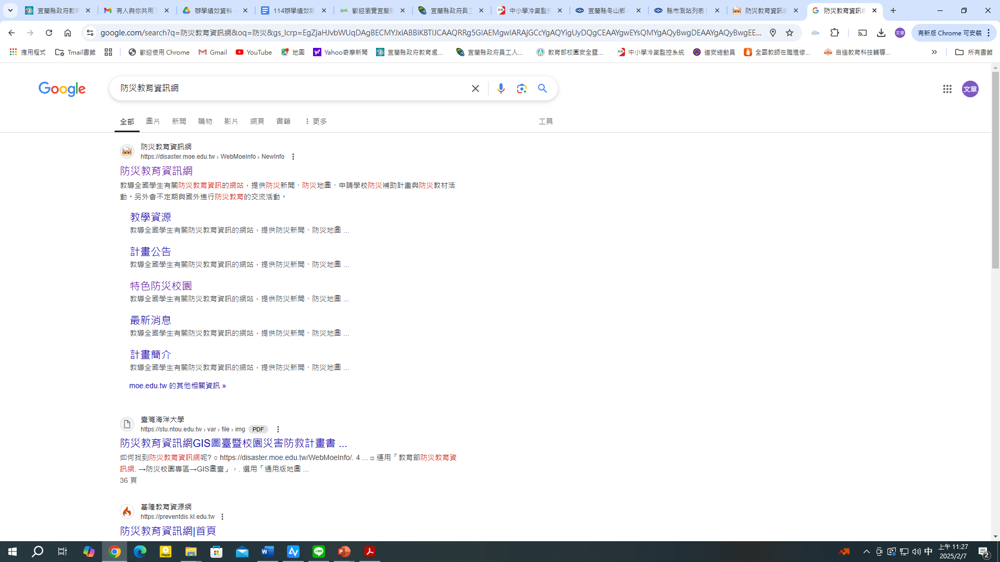 宜蘭縣政府教育
有人與你共用了
辦學績效資料 -
114辦學績效報
歡迎瀏覽宜蘭縣
宜蘭縣政府員工
中小學冷氣監控
宜蘭縣冬山鄉 -
縣市測站列表 |
防災教育資訊網
防災教育資訊網
google.com/search?q=防災教育資訊網&oq=防災&gs_lcrp=EgZjaHJvbWUqDAgBECMYJxiABBiKBTIJCAAQRRg5GIAEMgwIARAjGCcYgAQYigUyDQgCEAAYgwEYsQMYgAQyBwgDEAAYgAQyBwgEE...
文章
有新版 Chrome 可安裝
應用程式
Tmail書籤
歡迎使用 Chrome
Gmail
YouTube
地圖
Yahoo奇摩新聞
宜蘭縣政府教育處...
宜蘭縣政府員工入...
教育部校園安全暨...
中小學冷氣監控系統
道安總動員
全國教師在職進修...
自造教育科技輔導...
所有書籤
Google
防災教育資訊網
文章
全部
圖片
新聞
購物
影片
網頁
書籍
更多
工具
防災教育資訊網
https://disaster.moe.edu.tw › WebMoeInfo › NewInfo
防災教育資訊網
教導全國學生有關防災教育資訊的網站，提供防災新聞、防災地圖、申請學校防災補助計畫與防災教材活
動。另外會不定期與國外進行防災教育的交流活動。
教學資源
教導全國學生有關防災教育資訊的網站，提供防災新聞、防災地圖 ...
計畫公告
教導全國學生有關防災教育資訊的網站，提供防災新聞、防災地圖 ...
特色防災校園
教導全國學生有關防災教育資訊的網站，提供防災新聞、防災地圖 ...
最新消息
教導全國學生有關防災教育資訊的網站，提供防災新聞、防災地圖 ...
計畫簡介
教導全國學生有關防災教育資訊的網站，提供防災新聞、防災地圖 ...
moe.edu.tw 的其他相關資訊 »
臺灣海洋大學
https://stu.ntou.edu.tw › var › file › img PDF
防災教育資訊網GIS圖臺暨校園災害防救計畫書 ...
如何找到防災教育資訊網呢? ○ https://disaster.moe.edu.tw/WebMoeInfo/. 4 ... □ 運用「教育部防災教育資
訊網. →防災校園專區→GIS圖臺」，. 選用「通用版地圖 ...
36 頁
基隆教育資源網
https://preventdis.kl.edu.tw
防災教育資訊網|首頁
中
上午 11:27
2025/2/7
2